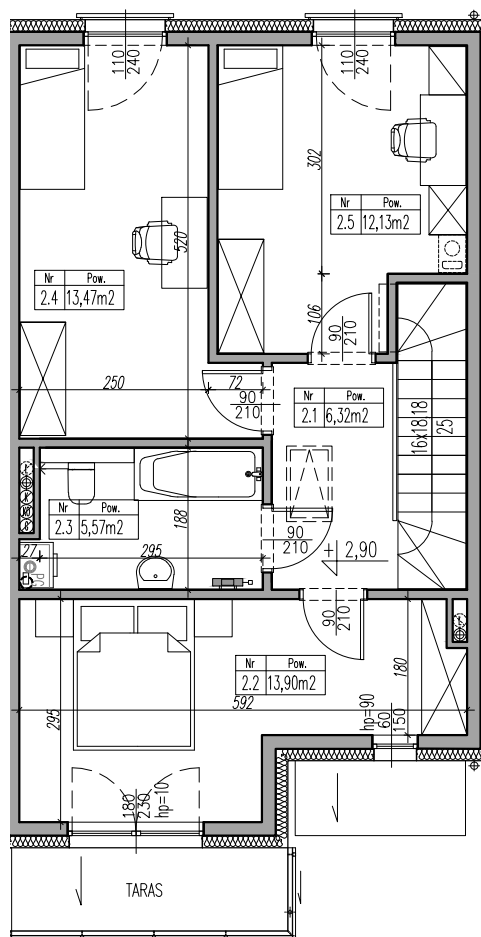 110
240
110
240
302
Nr Pow.
2.5 12,13m2
520
Nr Pow.
2.4 13,47m2
106
90
210
250
72
90
210
Nr Pow.
2.1 6,32m2
16x18.18
25
Nr Pow.
2.3 5,57m2
188
27
295
90
210
+ 2,90
90
210
Nr Pow.
2.2 13,90m2
592
180
295
hp=90
60
150
180
230
hp=10
TARAS